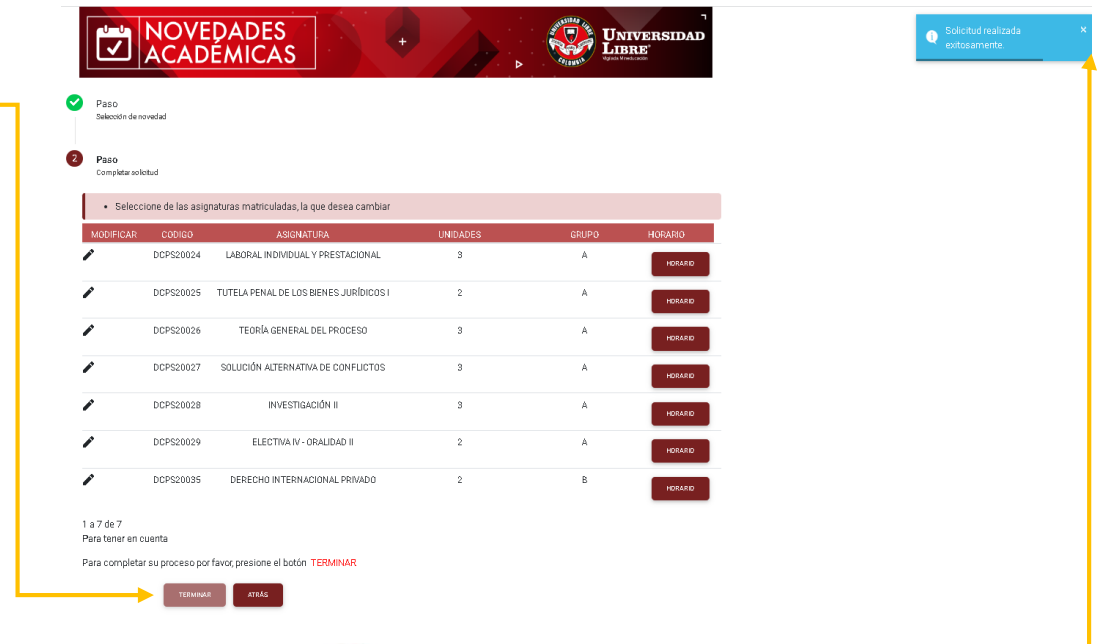 NOVEDADES
ACADÉMICAS
UNIVERSIDAD
LIBRE
Solicitud realizada
exitosamente.
×
Paso
Selección de novedad
2
Paso
Completar solicitud
• Seleccione de las asignaturas matriculadas, la que desea cambiar
MODIFICAR CODIGO ASIGNATURA UNIDADES GRUPO HORARIO
DCPS20024 LABORAL INDIVIDUAL Y PRESTACIONAL 3 A HORARIO
DCPS20025 TUTELA PENAL DE LOS BIENES JURÍDICOS I 2 A HORARIO
DCPS20026 TEORÍA GENERAL DEL PROCESO 3 A HORARIO
DCPS20027 SOLUCIÓN ALTERNATIVA DE CONFLICTOS 3 A HORARIO
DCPS20028 INVESTIGACIÓN II 3 A HORARIO
DCPS20029 ELECTIVA IV - ORALIDAD II 2 A HORARIO
DCPS20035 DERECHO INTERNACIONAL PRIVADO 2 B HORARIO
1 a 7 de 7
Para tener en cuenta
Para completar su proceso por favor, presione el botón TERMINAR
TERMINAR ATRÁS